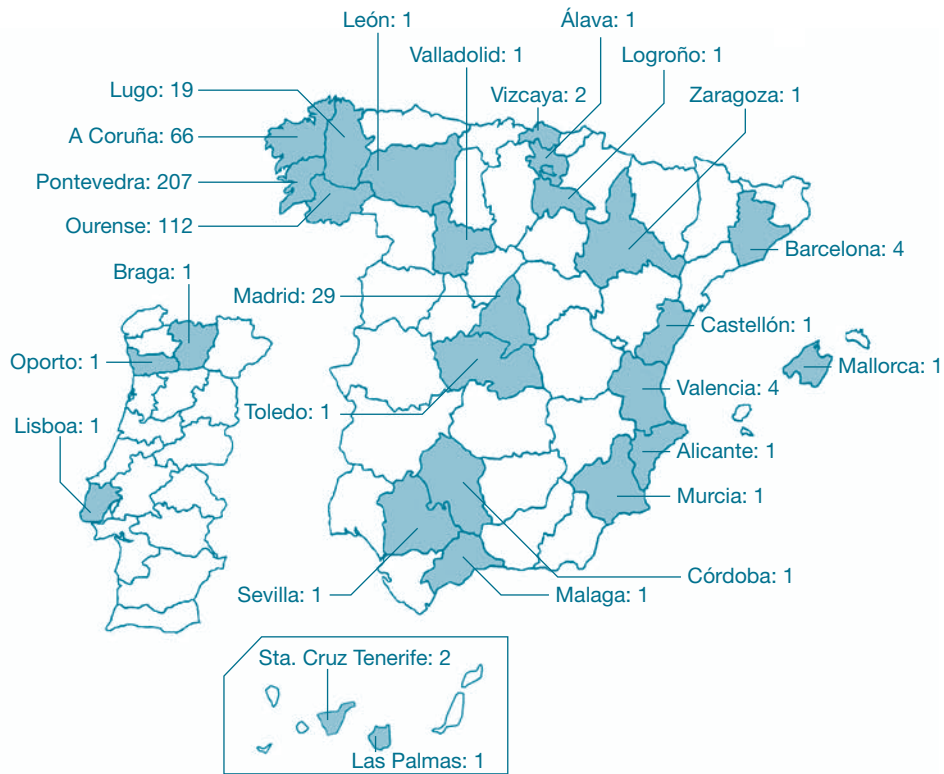 León: 1
Álava: 1
Valladolid: 1
Logroño: 1
Lugo: 19
Vizcaya: 2
Zaragoza: 1
A Coruña: 66
Pontevedra: 207
Ourense: 112
Barcelona: 4
Braga: 1
Madrid: 29
Castellón: 1
Oporto: 1
Mallorca: 1
Valencia: 4
Toledo: 1
Lisboa: 1
Alicante: 1
Murcia: 1
Córdoba: 1
Sevilla: 1
Malaga: 1
Sta. Cruz Tenerife: 2
Las Palmas: 1